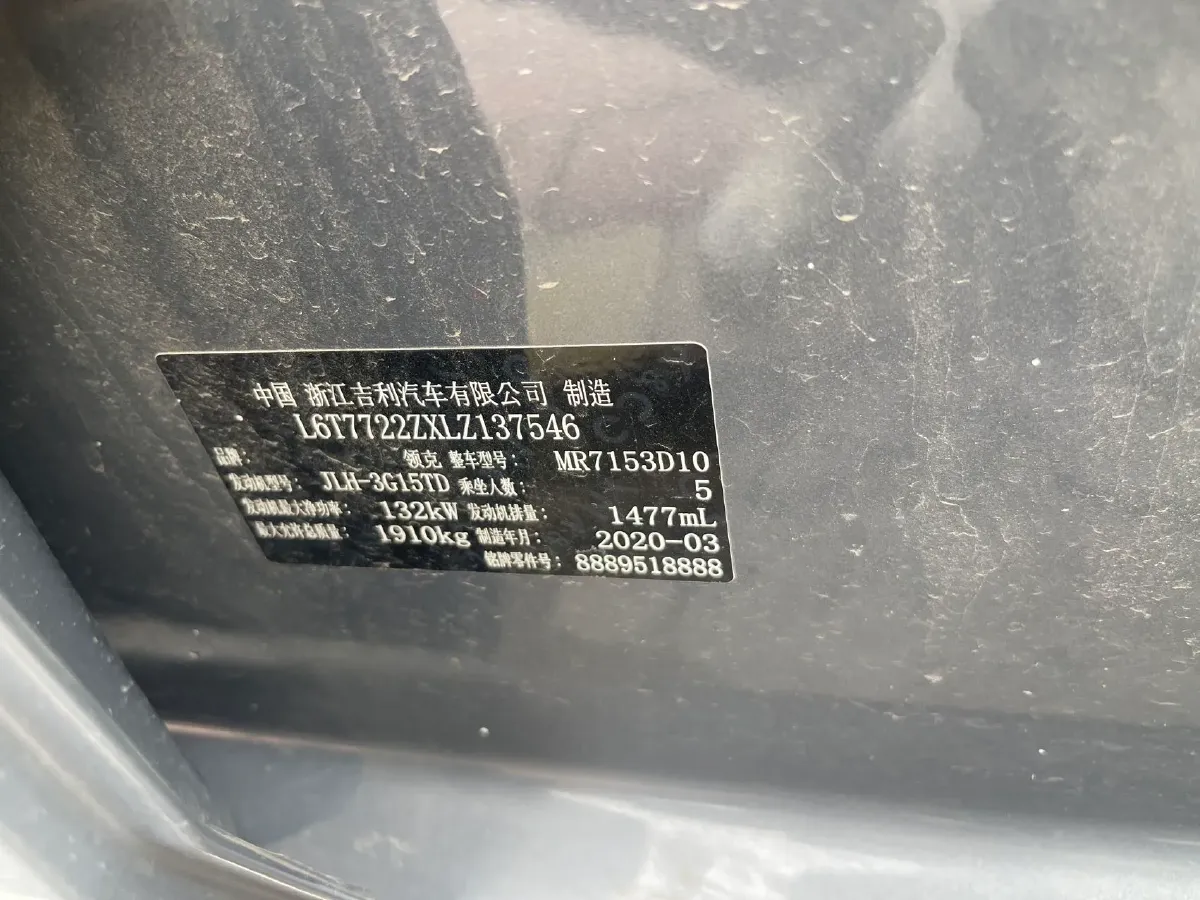 中国 浙江吉利汽车有限公司 制造
L6T7722ZXLZ137546
品牌: 领克 整车型号: MR7153D10
发动机型号: JLH-3G15TD 乘坐人数: 5
发动机最大净功率: 132kW 发动机排量: 1477mL
最大允许总质量: 1910kg 制造年月: 2020-03
铭牌零件号: 8889518888